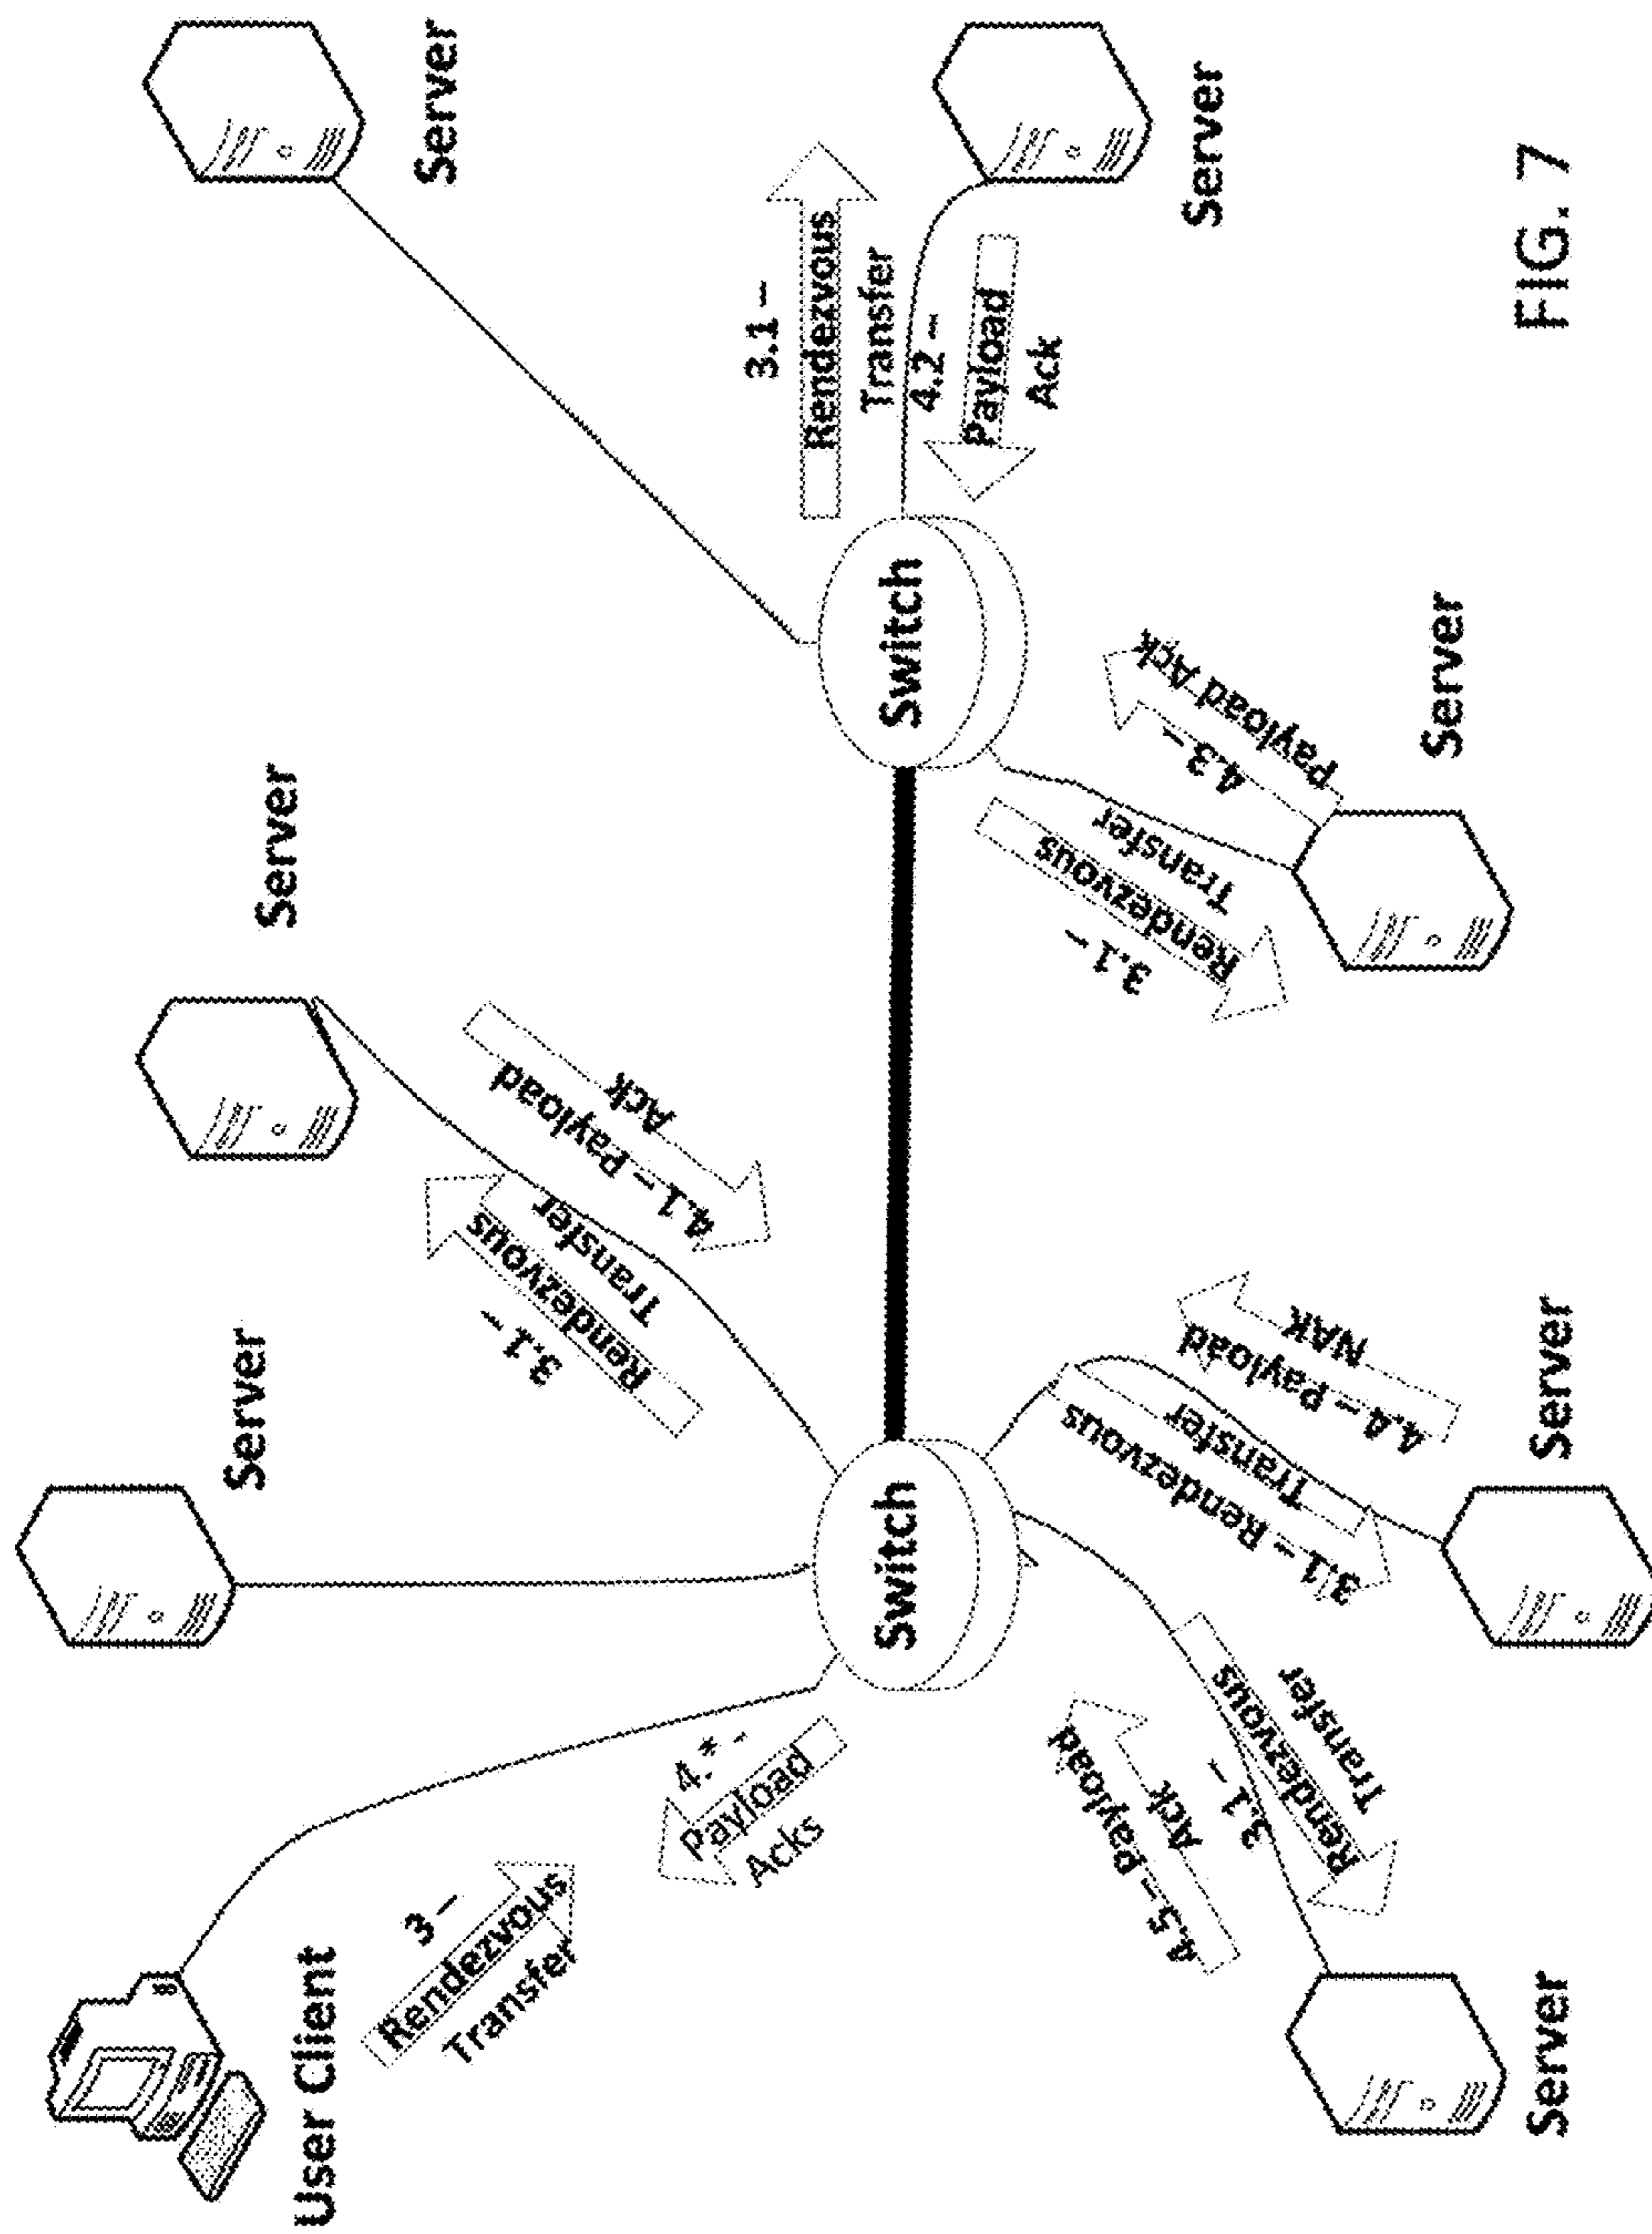 User Client
3 –
Rendezvous
Transfer
4.* -
Payload
Acks
Server
Switch
3.1 –
Rendezvous
Transfer
4.1 – Payload
Ack
Server
Server
4.5 – Payload
Ack
3.1 –
Rendezvous
Transfer
Server
3.1 – Rendezvous
Transfer
4.4 – Payload
NAK
Server
Switch
3.1 –
Rendezvous
Transfer
4.3 –
Payload Ack
Server
3.1 –
Rendezvous
Transfer
4.2 –
Payload
Ack
Server
Server
FIG. 7